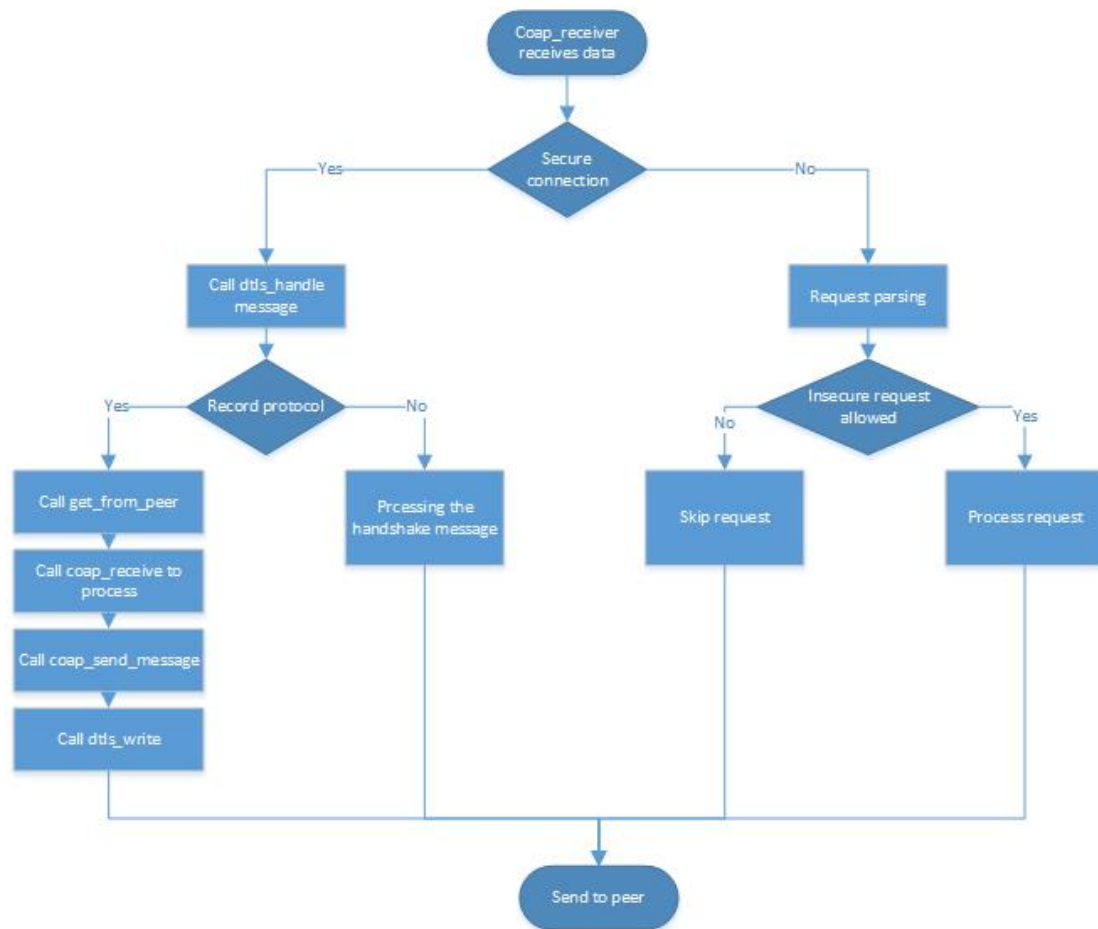 Coap_receiver
receives data
Secure
connection
Yes
No
Call dtls_handle
message
Request parsing
Record protocol
Yes
No
Insecure request
allowed
No
Yes
Call get_from_peer
Prcessing the
handshake message
Skip request
Process request
Call coap_receive to
process
Call coap_send_message
Call dtls_write
Send to peer